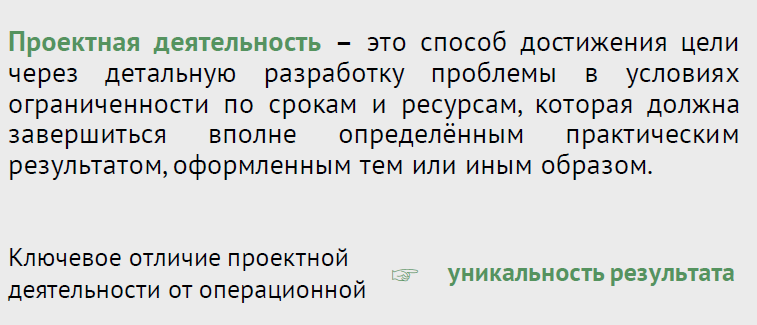 Проектная деятельность – это способ достижения цели
через детальную разработку проблемы в условиях
ограниченности по срокам и ресурсам, которая должна
завершиться вполне определённым практическим
результатом, оформленным тем или иным образом.
Ключевое отличие проектной
деятельности от операционной
☞ уникальность результата